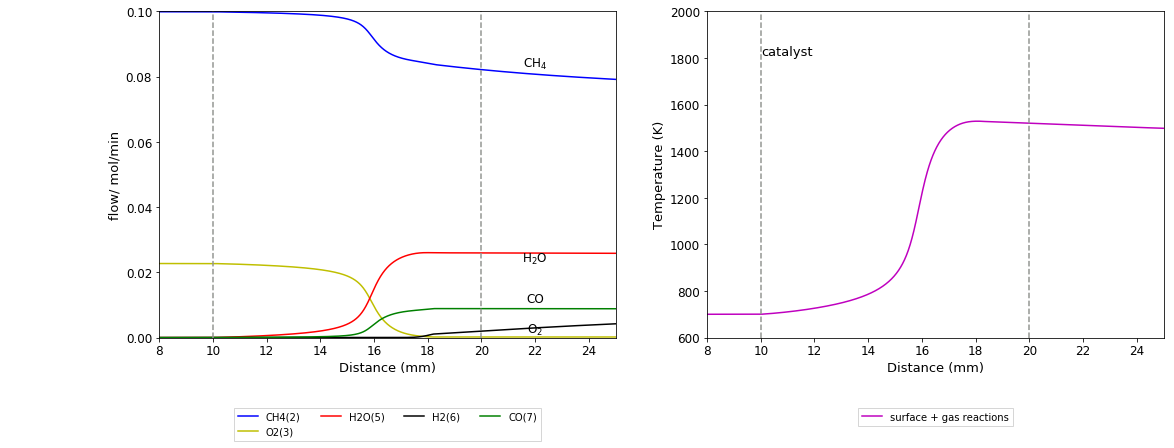 0.10
0.08
0.06
0.04
0.02
0.00
flow/ mol/min
CH₄
H₂O
CO
O₂
8 10 12 14 16 18 20 22 24
Distance (mm)
CH4(2) H2O(5) H2(6) CO(7)
O2(3)
2000
1800
1600
1400
1200
1000
800
600
Temperature (K)
catalyst
8 10 12 14 16 18 20 22 24
Distance (mm)
surface + gas reactions